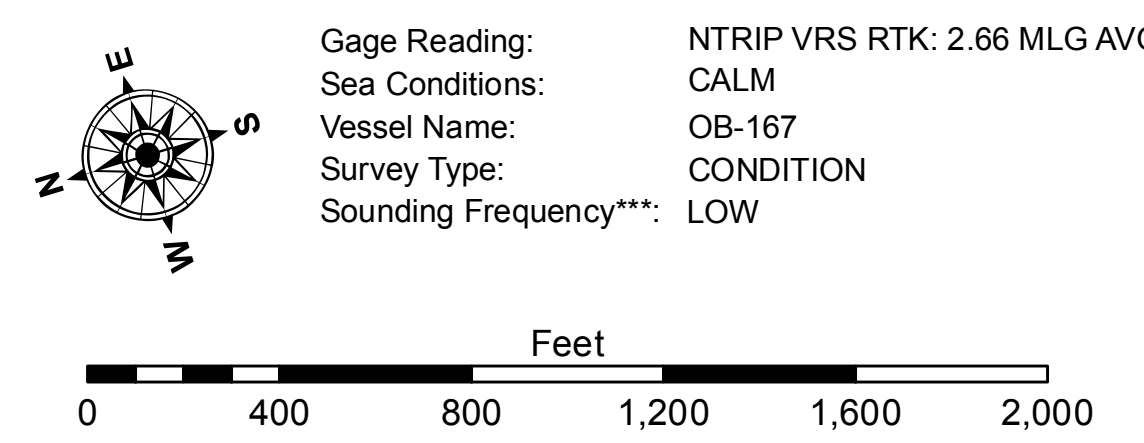 E
S
N
W
Gage Reading: NTRIP VRS RTK: 2.66 MLG
Sea Conditions: CALM
Vessel Name: OB-167
Survey Type: CONDITION
Sounding Frequency***: LOW
Feet
0 400 800 1,200 1,600 2,000